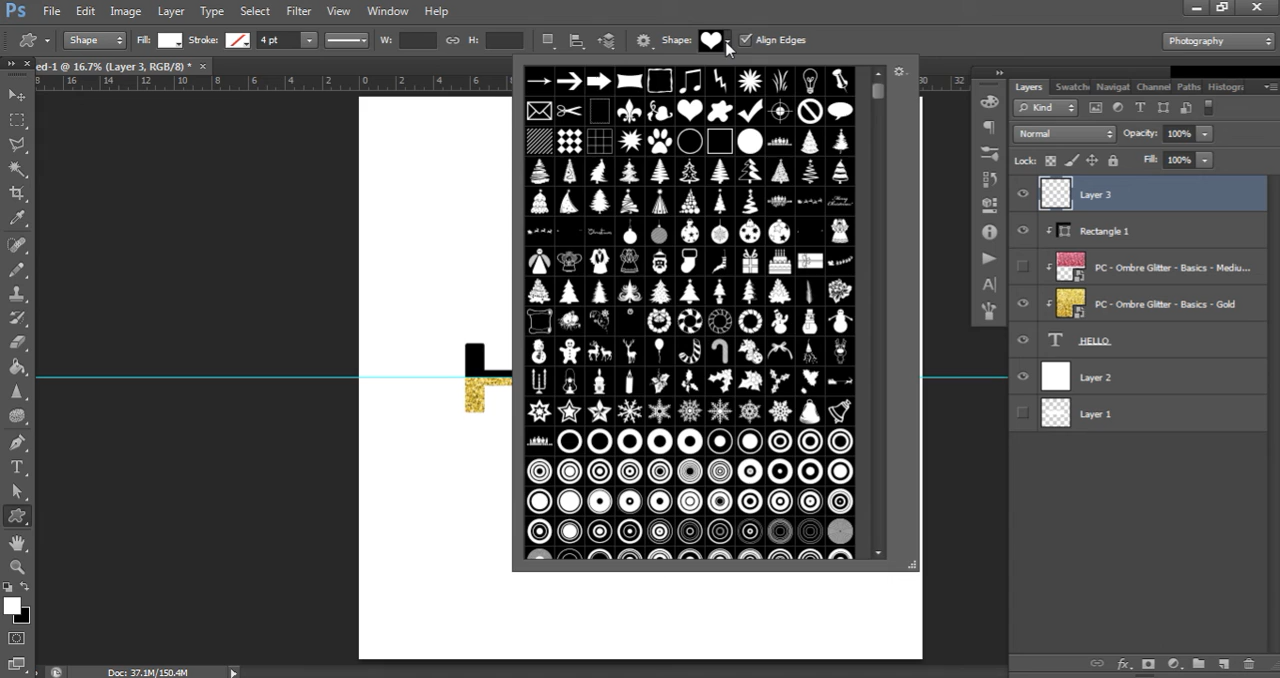 Ps File Edit Image Layer Type Select Filter View Window Help
Shape Fill: Stroke: 4 pt W: H: Shape: Align Edges Photography
ed-1 @ 16.7% (Layer 3, RGB/8) *
Layers Swatch Navigat Channel Paths Histogra
Kind
Normal Opacity: 100%
Lock: Fill: 100%
Layer 3
Rectangle 1
PC - Ombre Glitter - Basics - Mediu...
PC - Ombre Glitter - Basics - Gold
HELLO
Layer 2
Layer 1
Doc: 37.1M/150.4M